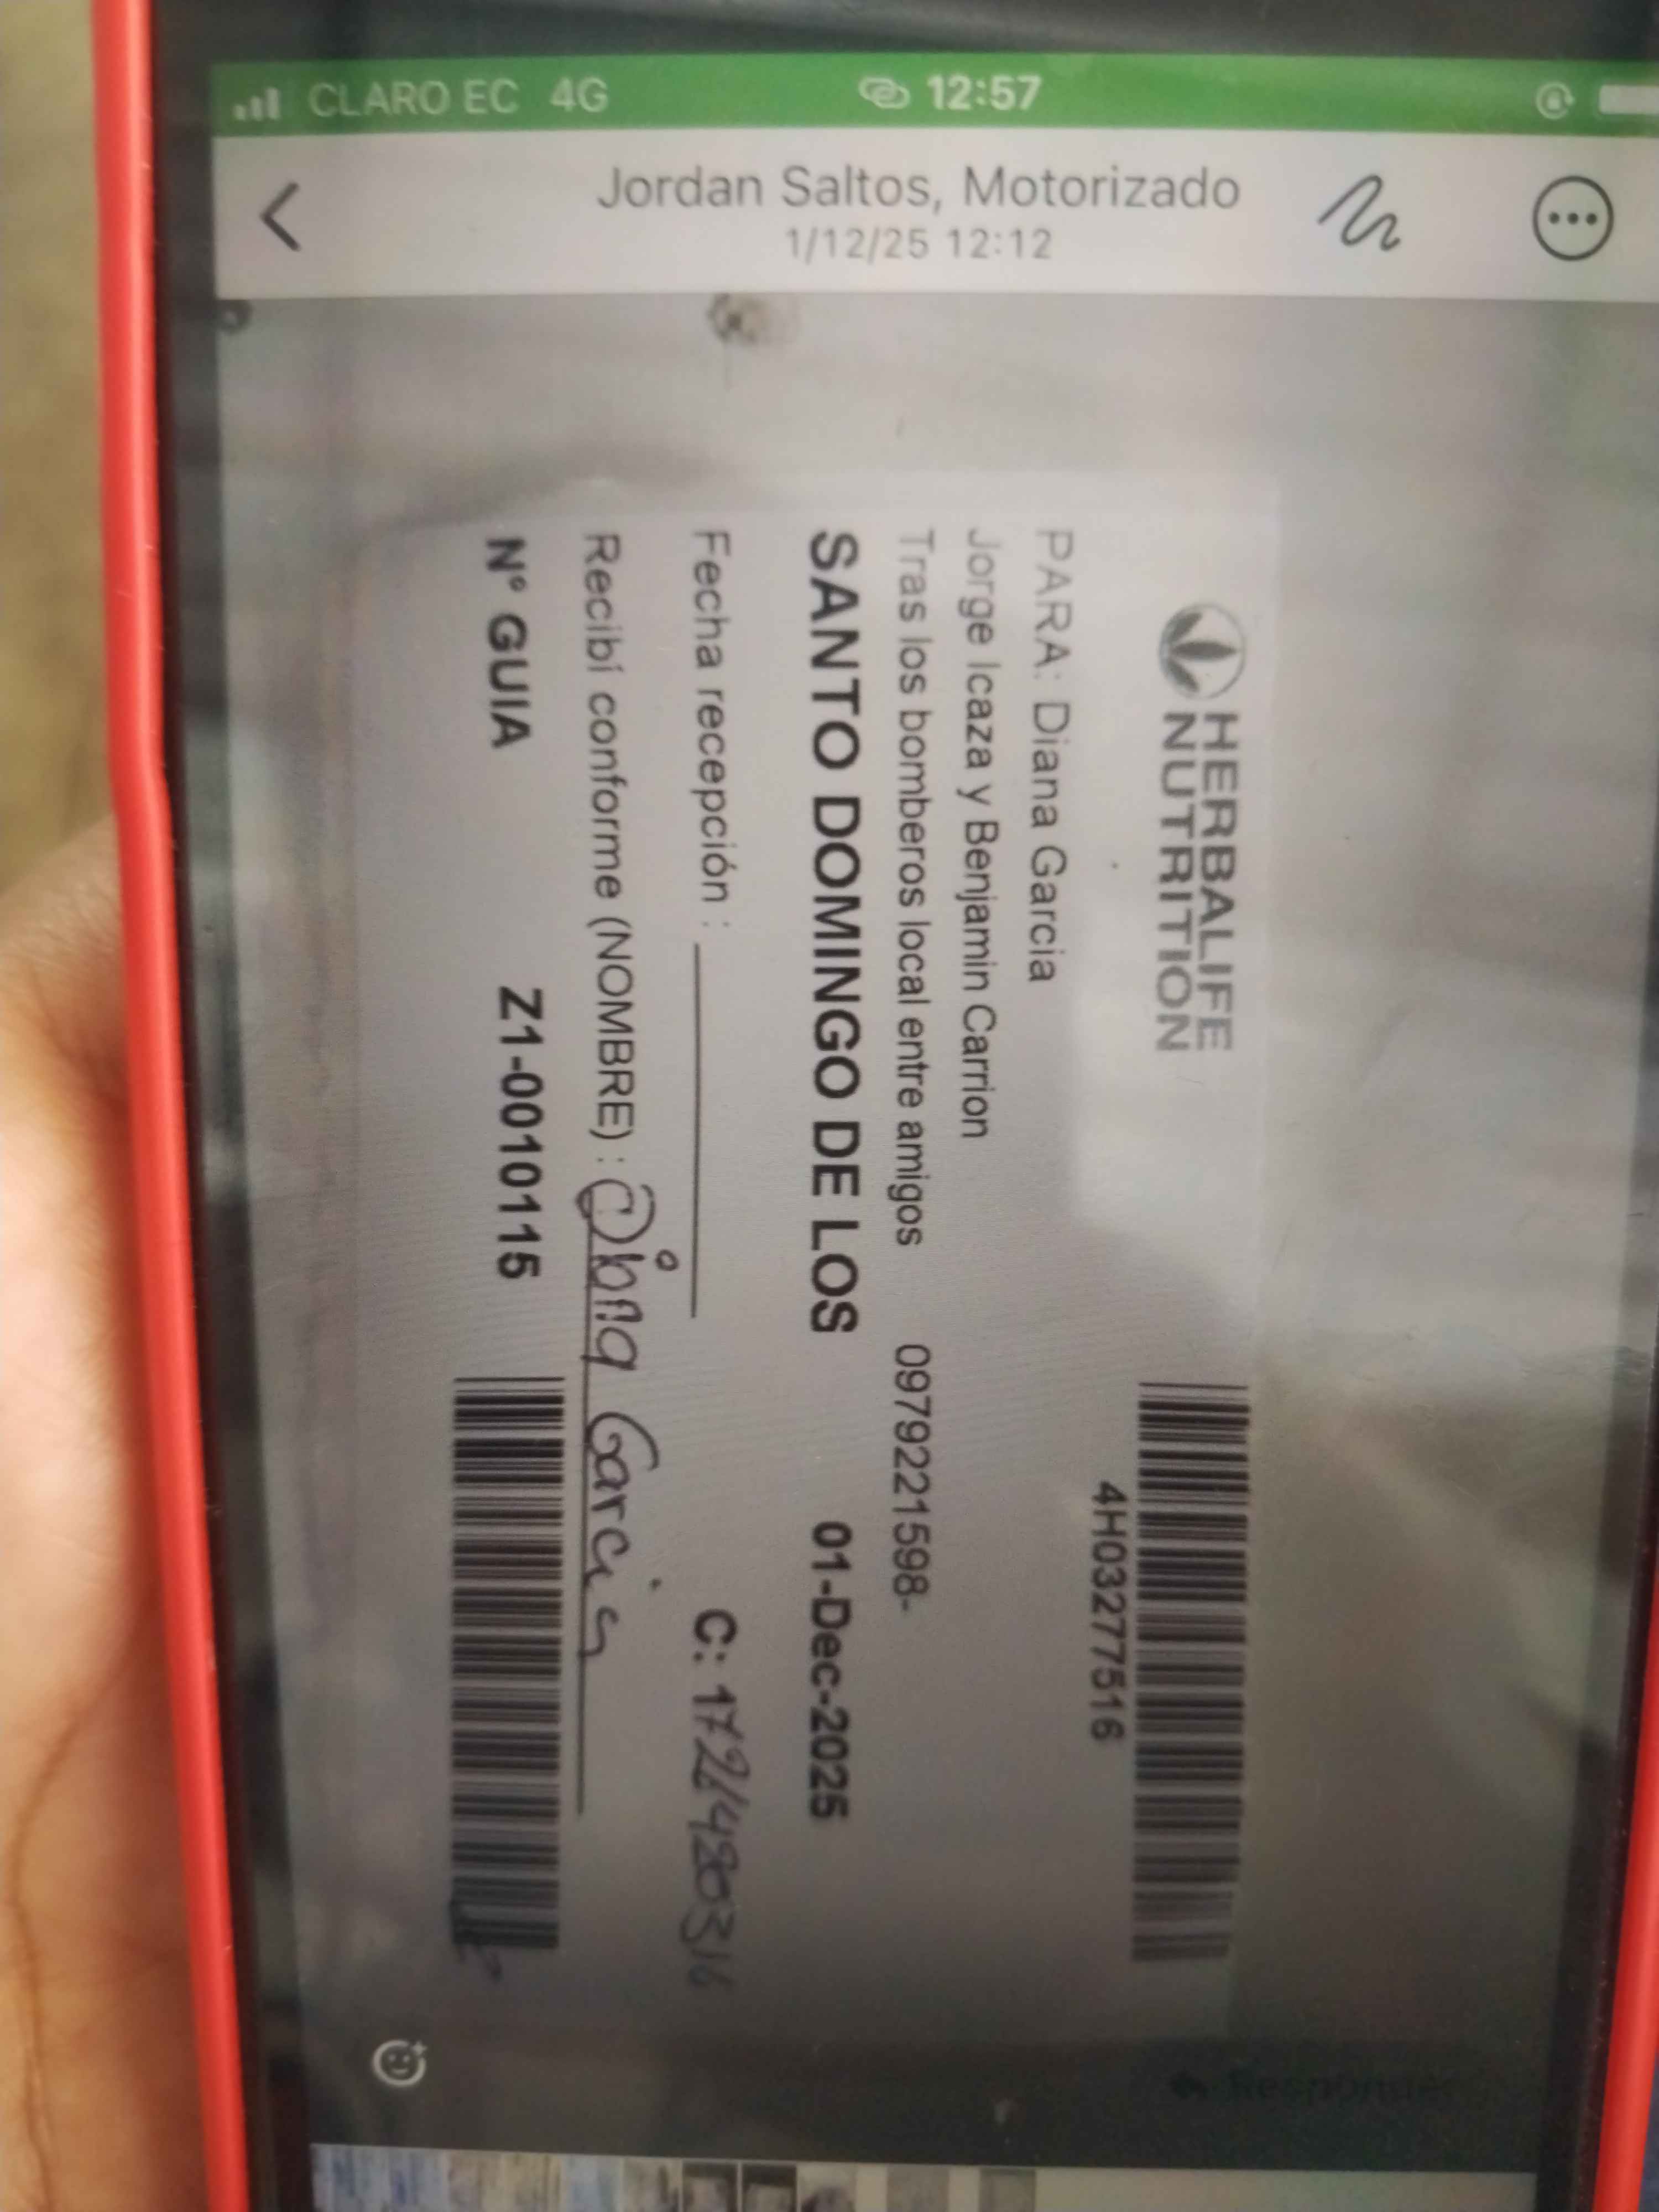 CLARO EC 4G 12:57
Jordan Saltos, Motorizado
1/12/25 12:12
HERBALIFE
NUTRITION
4H03277516
PARA: Diana Garcia
Jorge Icaza y Benjamin Carrion
Tras los bomberos local entre amigos 0979221598-
SANTO DOMINGO DE LOS 01-Dec-2025
Fecha recepción : C:
Recibí conforme (NOMBRE) : Diana Garcia
N° GUIA Z1-0010115
Responder